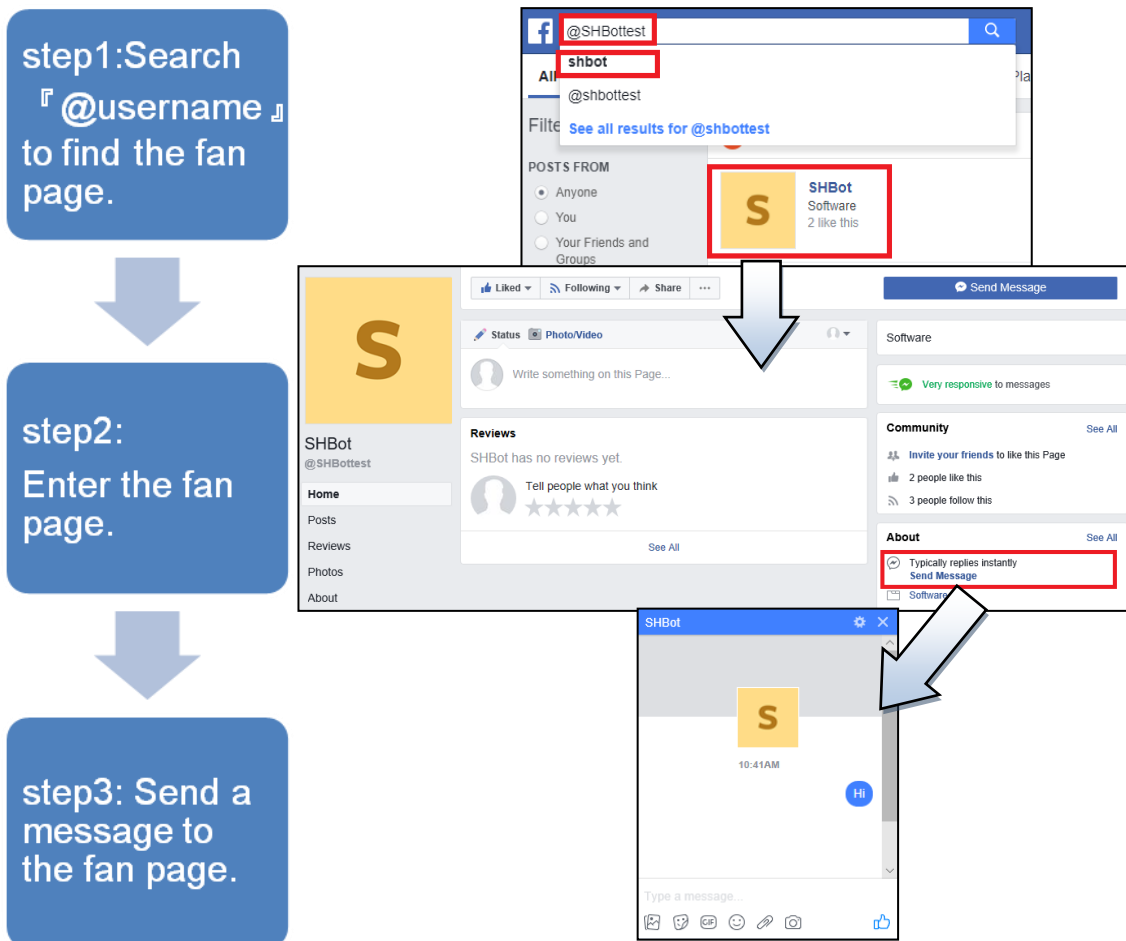 step1:Search
『@username』
to find the fan
page.
step2:
Enter the fan
page.
step3: Send a
message to
the fan page.
f
@SHBottest
shbot
@shbottest
See all results for @shbottest
All
Pla
Filte
POSTS FROM
Anyone
You
Your Friends and
Groups
S
SHBot
Software
2 like this
S
SHBot
@SHBottest
Home
Posts
Reviews
Photos
About
Liked Following Share ...
Send Message
Status Photo/Video
Write something on this Page...
Reviews
SHBot has no reviews yet.
Tell people what you think
See All
Software
Very responsive to messages
Community See All
Invite your friends to like this Page
2 people like this
3 people follow this
About See All
Typically replies instantly
Send Message
Software
SHBot
S
10:41AM
Hi
Type a message...
GIF